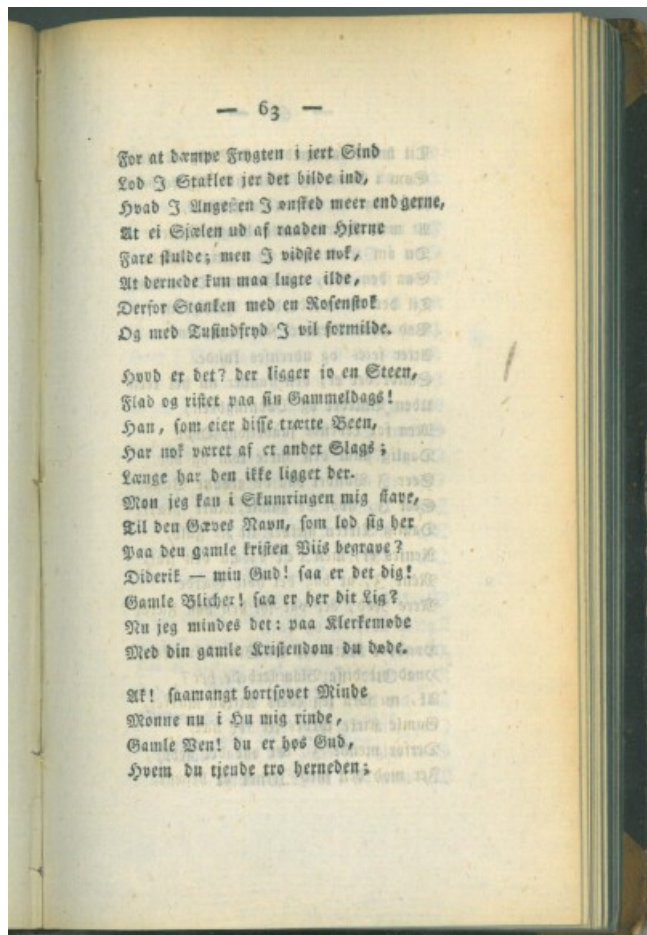 — 63 —
For at dæmpe Frygten i jert Sind
Lod I Stakler jer det bilde ind,
Hvad I Angesten I ønsked meer end gerne,
At ei Sjælen ud af raaden Hjerne
Fare skulde; men I vidste nok,
At dernede kun maa lugte ilde,
Derfor Stanken med en Rosenstok
Og med Tusindfryd I vil formilde.
Hvad er det? der ligger jo en Steen,
Flad og ristet paa sin Gammeldags!
Han, som eier disse trætte Been,
Har nok været af et andet Slags;
Længe har den ikke ligget der.
Mon jeg kan i Skumringen mig stave,
Til den Gæves Navn, som lod sig her
Paa den gamle kristen Viis begrave?
Diderik — min Gud! saa er det dig!
Gamle Blicher! saa er her dit Lig?
Nu jeg mindes det: paa Klerkemøde
Med din gamle Kristendom du døde.
Ak! saamangt bortsovet Minde
Monne nu i Hu mig rinde,
Gamle Ven! du er hos Gud,
Hvem du tjende tro herneden;